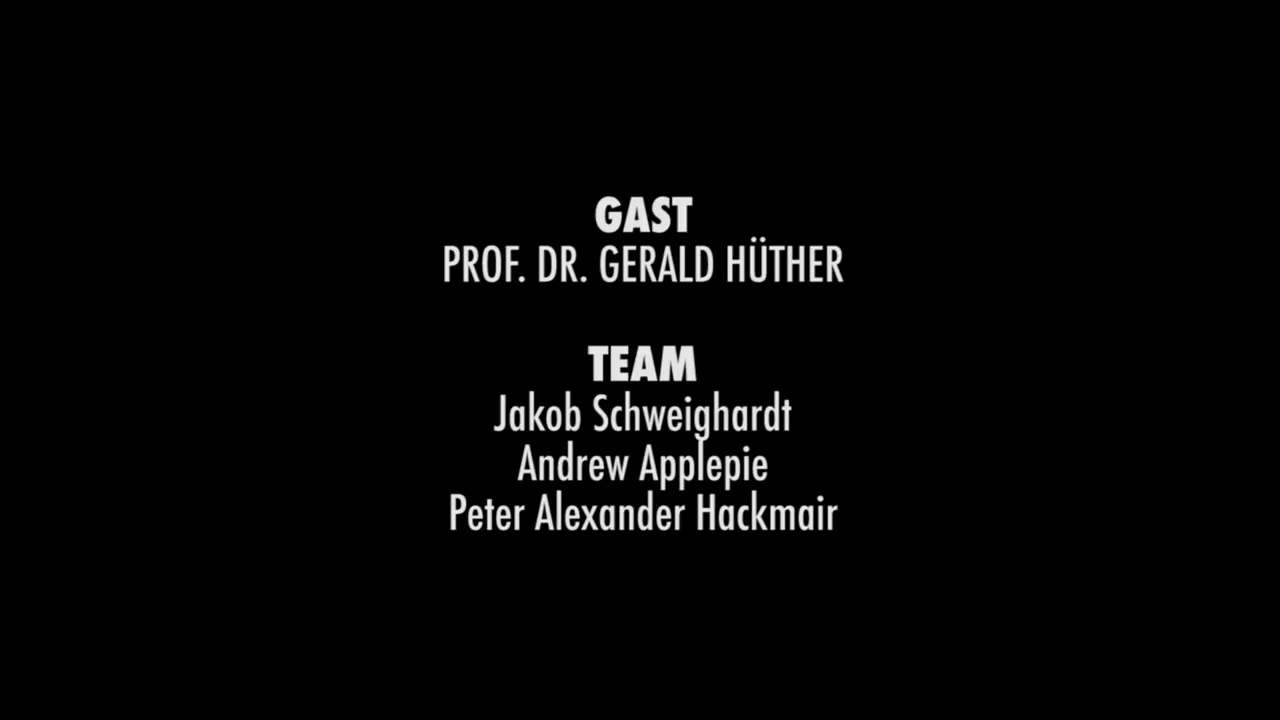 GAST
PROF. DR. GERALD HÜTHER
TEAM
Jakob Schweighardt
Andrew Applepie
Peter Alexander Hackmair